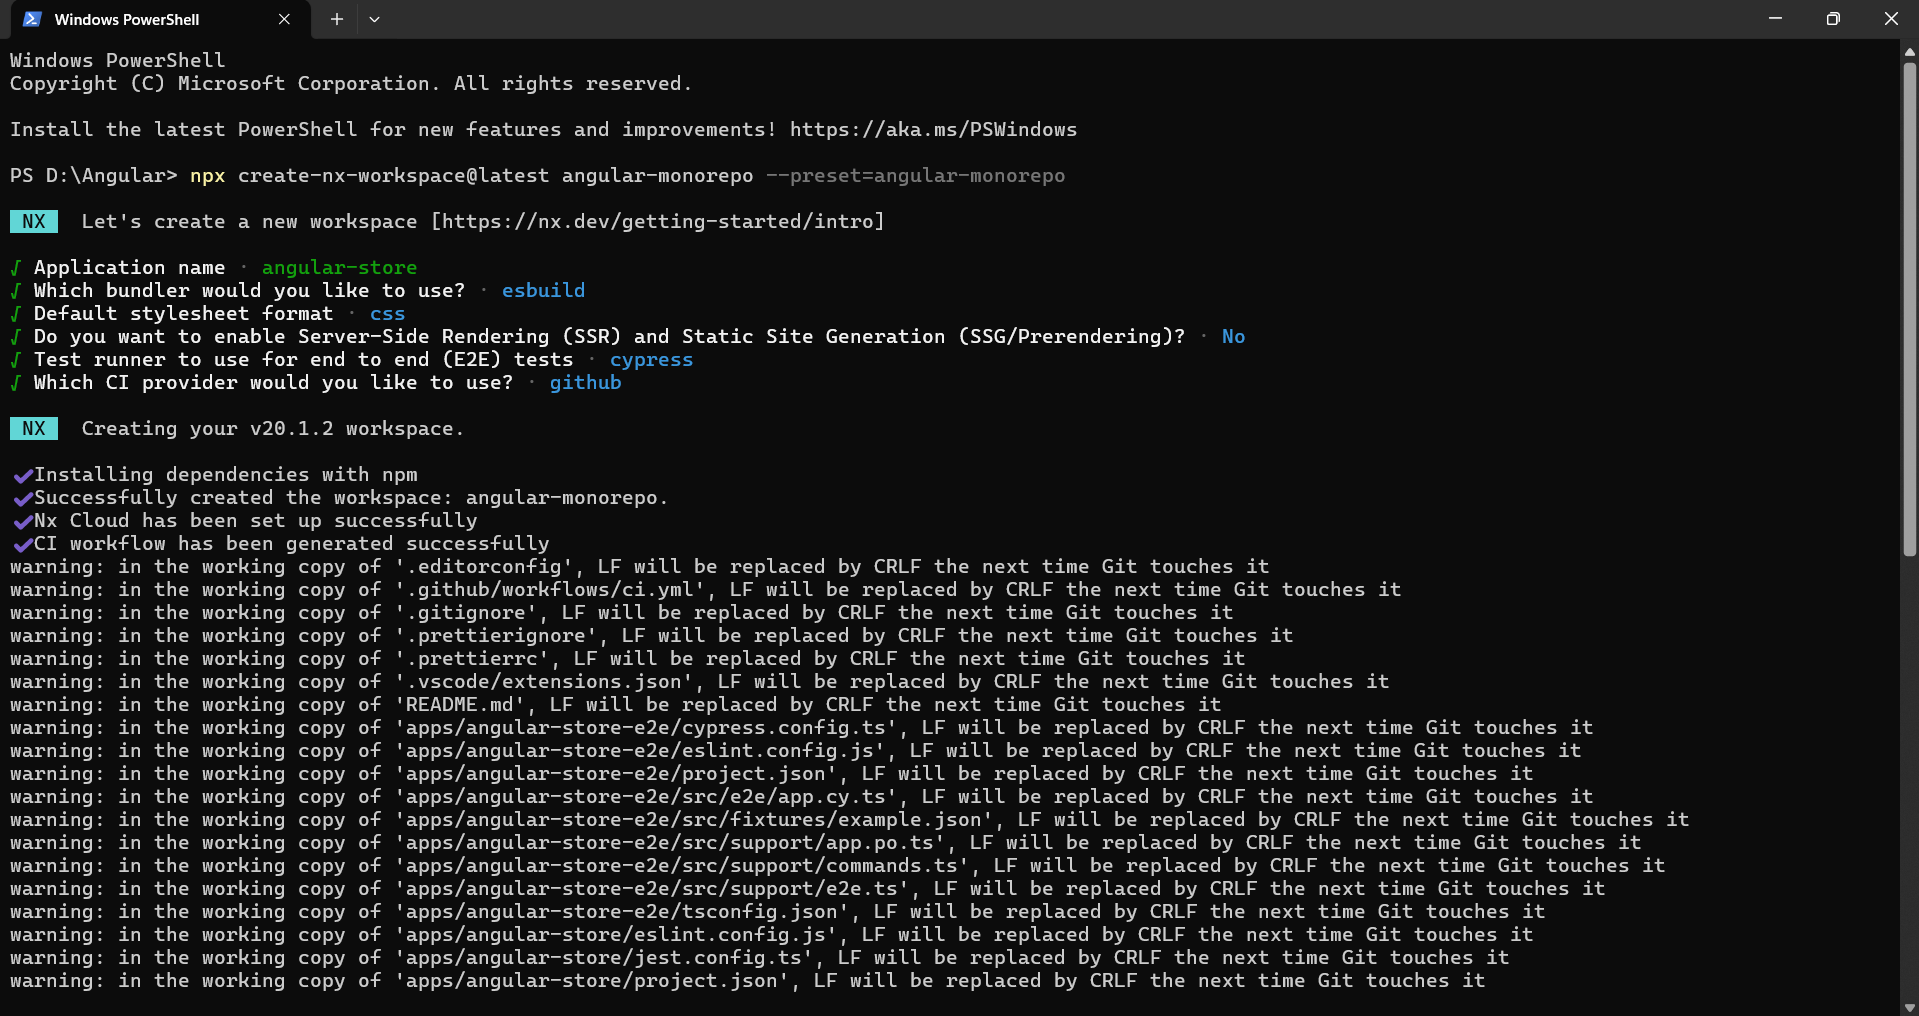 Windows PowerShell
Windows PowerShell
Copyright (C) Microsoft Corporation. All rights reserved.
Install the latest PowerShell for new features and improvements! https://aka.ms/PSWindows
PS D:\Angular> npx create-nx-workspace@latest angular-monorepo --preset=angular-monorepo
NX Let's create a new workspace [https://nx.dev/getting-started/intro]
√ Application name · angular-store
√ Which bundler would you like to use? · esbuild
√ Default stylesheet format · css
√ Do you want to enable Server-Side Rendering (SSR) and Static Site Generation (SSG/Prerendering)? · No
√ Test runner to use for end to end (E2E) tests · cypress
√ Which CI provider would you like to use? · github
NX Creating your v20.1.2 workspace.
✔Installing dependencies with npm
✔Successfully created the workspace: angular-monorepo.
✔Nx Cloud has been set up successfully
✔CI workflow has been generated successfully
warning: in the working copy of '.editorconfig', LF will be replaced by CRLF the next time Git touches it
warning: in the working copy of '.github/workflows/ci.yml', LF will be replaced by CRLF the next time Git touches it
warning: in the working copy of '.gitignore', LF will be replaced by CRLF the next time Git touches it
warning: in the working copy of '.prettierignore', LF will be replaced by CRLF the next time Git touches it
warning: in the working copy of '.prettierrc', LF will be replaced by CRLF the next time Git touches it
warning: in the working copy of '.vscode/extensions.json', LF will be replaced by CRLF the next time Git touches it
warning: in the working copy of 'README.md', LF will be replaced by CRLF the next time Git touches it
warning: in the working copy of 'apps/angular-store-e2e/cypress.config.ts', LF will be replaced by CRLF the next time Git touches it
warning: in the working copy of 'apps/angular-store-e2e/eslint.config.js', LF will be replaced by CRLF the next time Git touches it
warning: in the working copy of 'apps/angular-store-e2e/project.json', LF will be replaced by CRLF the next time Git touches it
warning: in the working copy of 'apps/angular-store-e2e/src/e2e/app.cy.ts', LF will be replaced by CRLF the next time Git touches it
warning: in the working copy of 'apps/angular-store-e2e/src/fixtures/example.json', LF will be replaced by CRLF the next time Git touches it
warning: in the working copy of 'apps/angular-store-e2e/src/support/app.po.ts', LF will be replaced by CRLF the next time Git touches it
warning: in the working copy of 'apps/angular-store-e2e/src/support/commands.ts', LF will be replaced by CRLF the next time Git touches it
warning: in the working copy of 'apps/angular-store-e2e/src/support/e2e.ts', LF will be replaced by CRLF the next time Git touches it
warning: in the working copy of 'apps/angular-store-e2e/tsconfig.json', LF will be replaced by CRLF the next time Git touches it
warning: in the working copy of 'apps/angular-store/eslint.config.js', LF will be replaced by CRLF the next time Git touches it
warning: in the working copy of 'apps/angular-store/jest.config.ts', LF will be replaced by CRLF the next time Git touches it
warning: in the working copy of 'apps/angular-store/project.json', LF will be replaced by CRLF the next time Git touches it